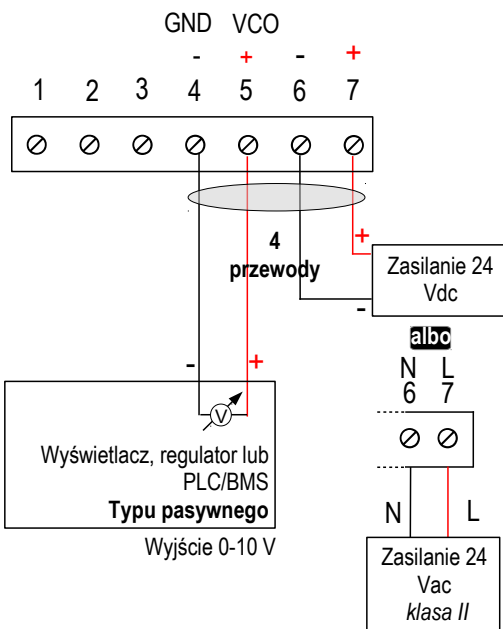 GND VCO
- + - +
1 2 3 4 5 6 7
4
przewody
+
Zasilanie 24
Vdc
-
albo
N L
6 7
- +
V
Wyświetlacz, regulator lub
PLC/BMS
Typu pasywnego
Wyjście 0-10 V
N L
Zasilanie 24
Vac
klasa II